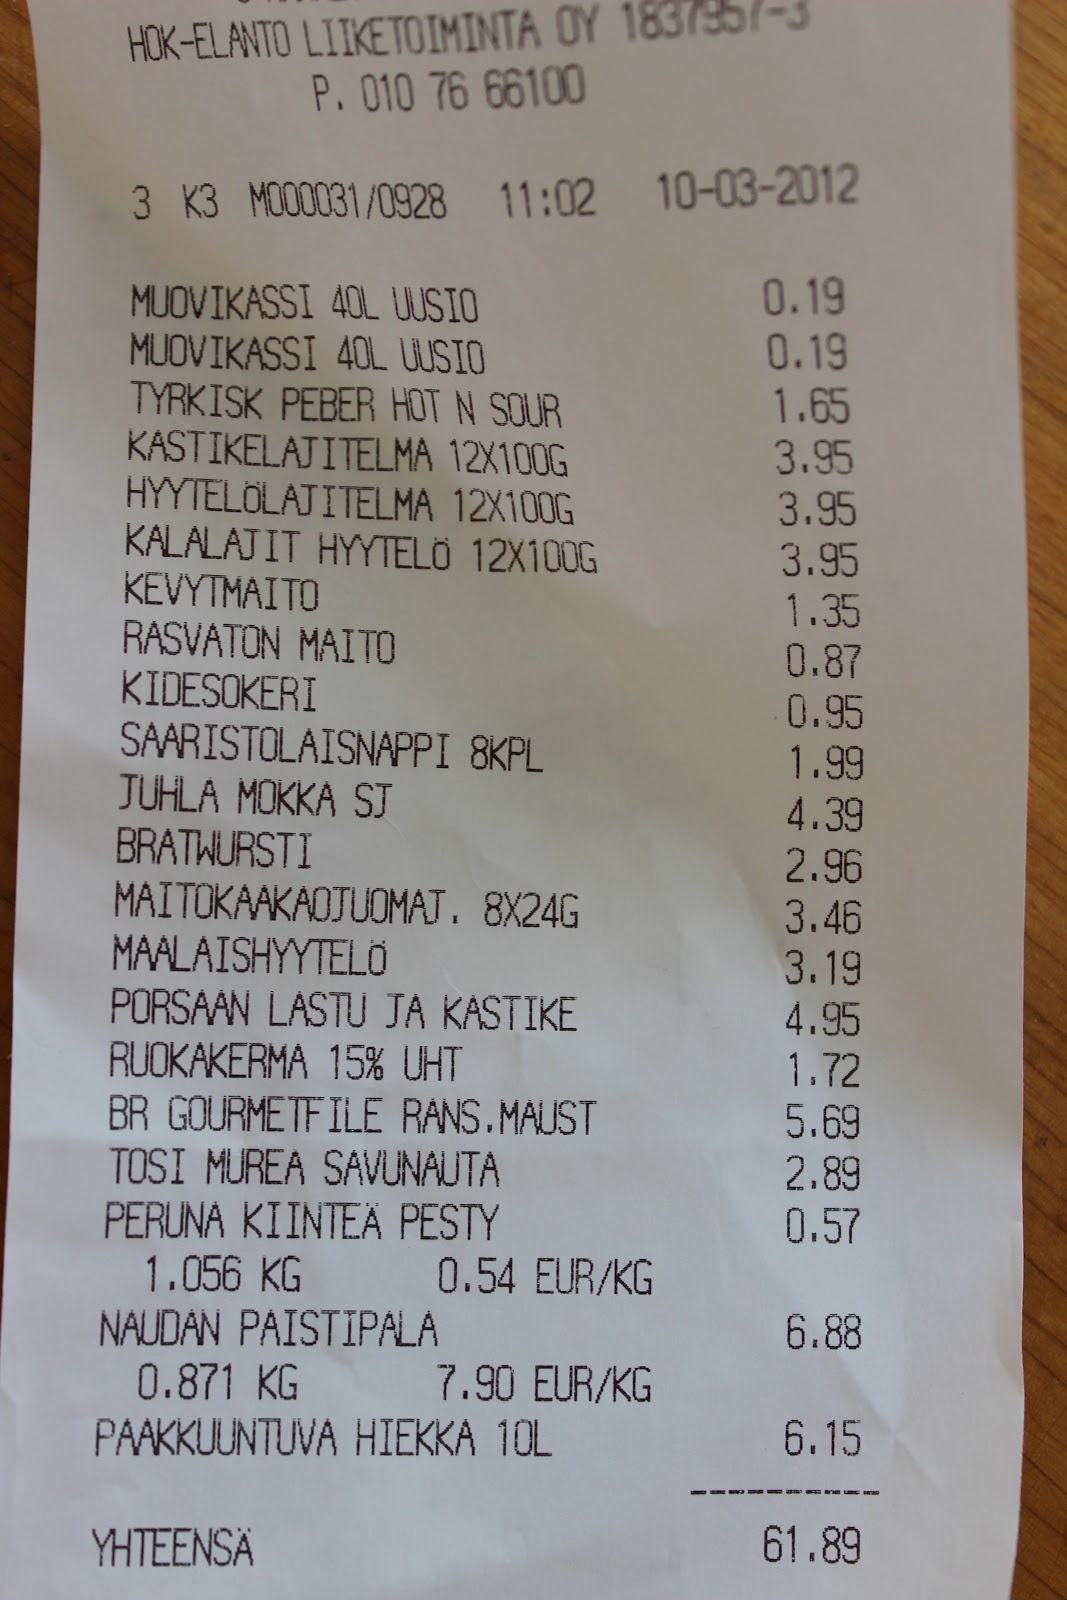 HOK-ELANTO LIIKETOIMINTA OY 1837957-3
P. 010 76 66100
3 K3 M000031/0928 11:02 10-03-2012
MUOVIKASSI 40L UUSIO 0.19
MUOVIKASSI 40L UUSIO 0.19
TYRKISK PEBER HOT N SOUR 1.65
KASTIKELAJITELMA 12X100G 3.95
HYYTELÖLAJITELMA 12X100G 3.95
KALALAJIT HYYTELÖ 12X100G 3.95
KEVYTMAITO 1.35
RASVATON MAITO 0.87
KIDESOKERI 0.95
SAARISTOLAISNAPPI 8KPL 1.99
JUHLA MOKKA SJ 4.39
BRATWURSTI 2.96
MAITOKAAKAOJUOMAJ. 8X24G 3.46
MAALAISHYYTELÖ 3.19
PORSAAN LASTU JA KASTIKE 4.95
RUOKAKERMA 15% UHT 1.72
BR GOURMETFILE RANS.MAUST 5.69
TOSI MUREA SAVUNAUTA 2.89
PERUNA KIINTEÄ PESTY 0.57
1.056 KG 0.54 EUR/KG
NAUDAN PAISTIPALA 6.88
0.871 KG 7.90 EUR/KG
PAAKKUUNTUVA HIEKKA 10L 6.15
----------
YHTEENSÄ 61.89